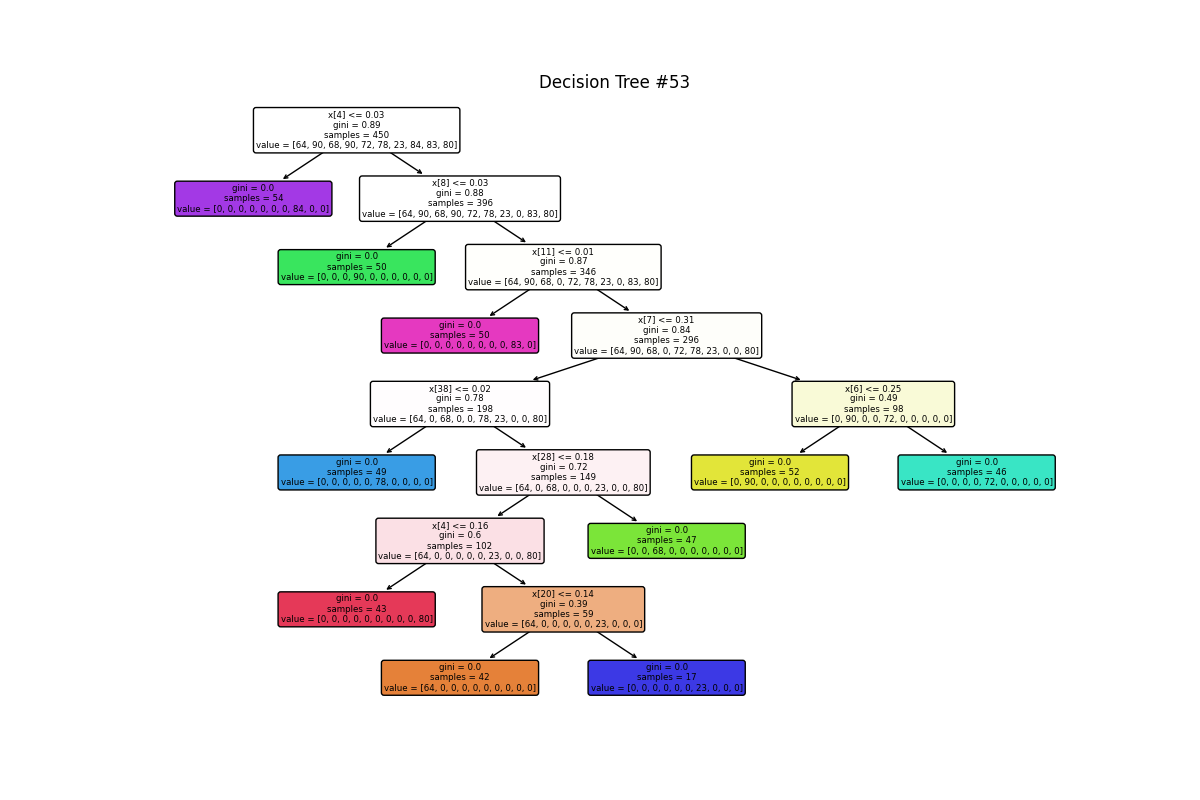 Decision Tree #53
x[4] <= 0.03
gini = 0.89
samples = 450
value = [64, 90, 68, 90, 72, 78, 23, 84, 83, 80]
gini = 0.0
samples = 54
value = [0, 0, 0, 0, 0, 0, 0, 84, 0, 0]
x[8] <= 0.03
gini = 0.88
samples = 396
value = [64, 90, 68, 90, 72, 78, 23, 0, 83, 80]
gini = 0.0
samples = 50
value = [0, 0, 0, 90, 0, 0, 0, 0, 0, 0]
x[11] <= 0.01
gini = 0.87
samples = 346
value = [64, 90, 68, 0, 72, 78, 23, 0, 83, 80]
gini = 0.0
samples = 50
value = [0, 0, 0, 0, 0, 0, 0, 0, 83, 0]
x[7] <= 0.31
gini = 0.84
samples = 296
value = [64, 90, 68, 0, 72, 78, 23, 0, 0, 80]
x[38] <= 0.02
gini = 0.78
samples = 198
value = [64, 0, 68, 0, 0, 78, 23, 0, 0, 80]
x[6] <= 0.25
gini = 0.49
samples = 98
value = [0, 90, 0, 0, 72, 0, 0, 0, 0, 0]
gini = 0.0
samples = 49
value = [0, 0, 0, 0, 0, 78, 0, 0, 0, 0]
x[28] <= 0.18
gini = 0.72
samples = 149
value = [64, 0, 68, 0, 0, 0, 23, 0, 0, 80]
gini = 0.0
samples = 52
value = [0, 90, 0, 0, 0, 0, 0, 0, 0, 0]
gini = 0.0
samples = 46
value = [0, 0, 0, 0, 72, 0, 0, 0, 0, 0]
x[4] <= 0.16
gini = 0.6
samples = 102
value = [64, 0, 0, 0, 0, 0, 23, 0, 0, 80]
gini = 0.0
samples = 47
value = [0, 0, 68, 0, 0, 0, 0, 0, 0, 0]
gini = 0.0
samples = 43
value = [0, 0, 0, 0, 0, 0, 0, 0, 0, 80]
x[20] <= 0.14
gini = 0.39
samples = 59
value = [64, 0, 0, 0, 0, 0, 23, 0, 0, 0]
gini = 0.0
samples = 42
value = [64, 0, 0, 0, 0, 0, 0, 0, 0, 0]
gini = 0.0
samples = 17
value = [0, 0, 0, 0, 0, 0, 23, 0, 0, 0]